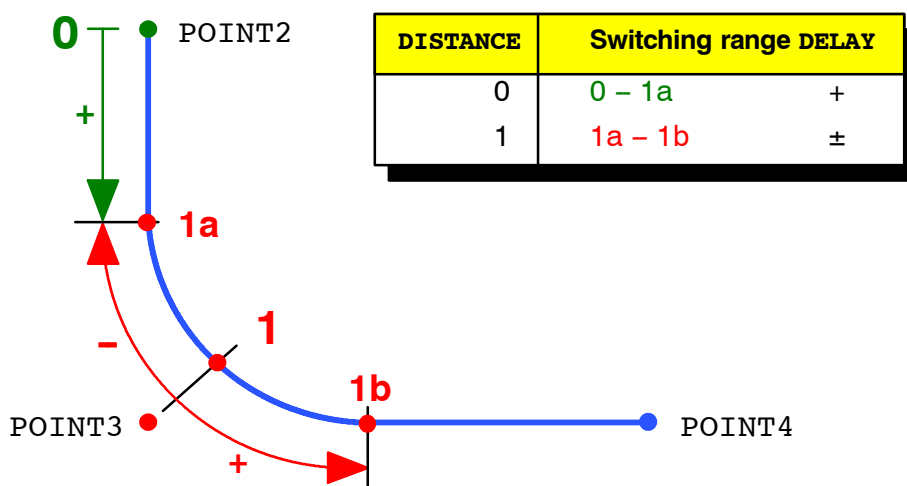 0 POINT2
DISTANCE Switching range DELAY
0 0 – 1a +
1 1a – 1b ±
+
1a
1
–
1b
POINT3
POINT4
+